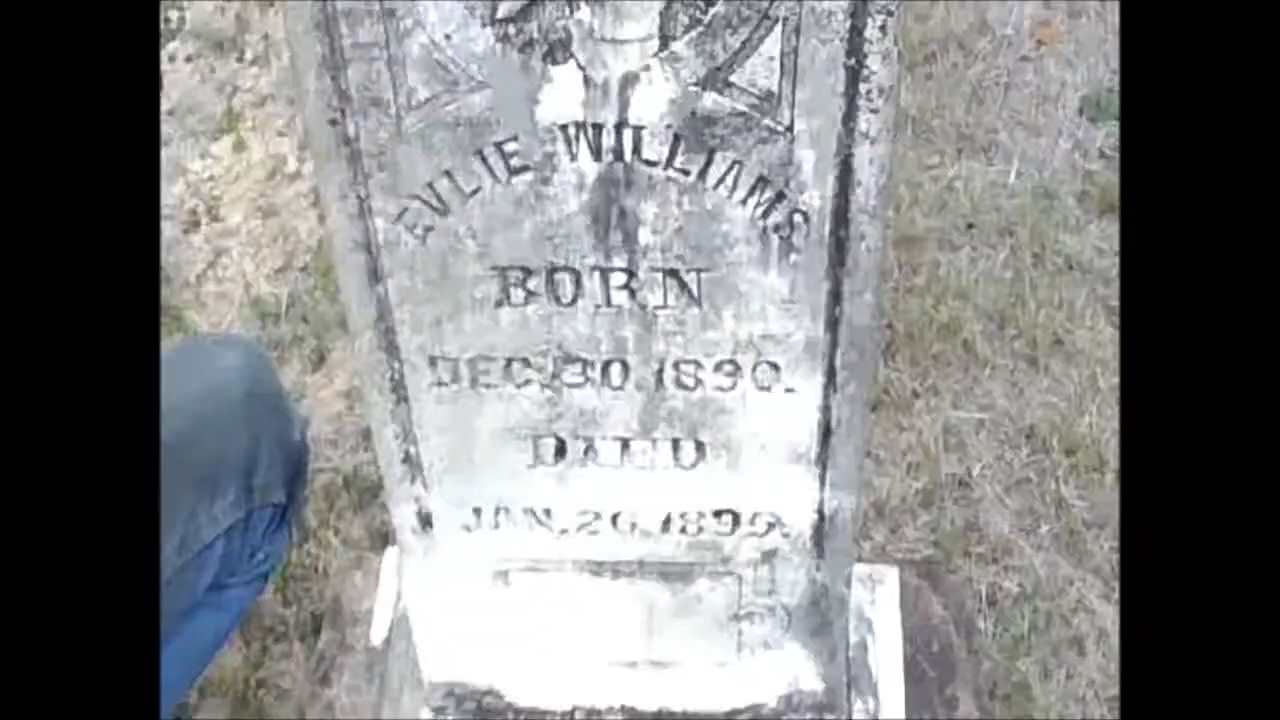 EVLIE WILLIAMS
BORN
DEC. 30, 1890.
DIED
JAN. 26, 1899.